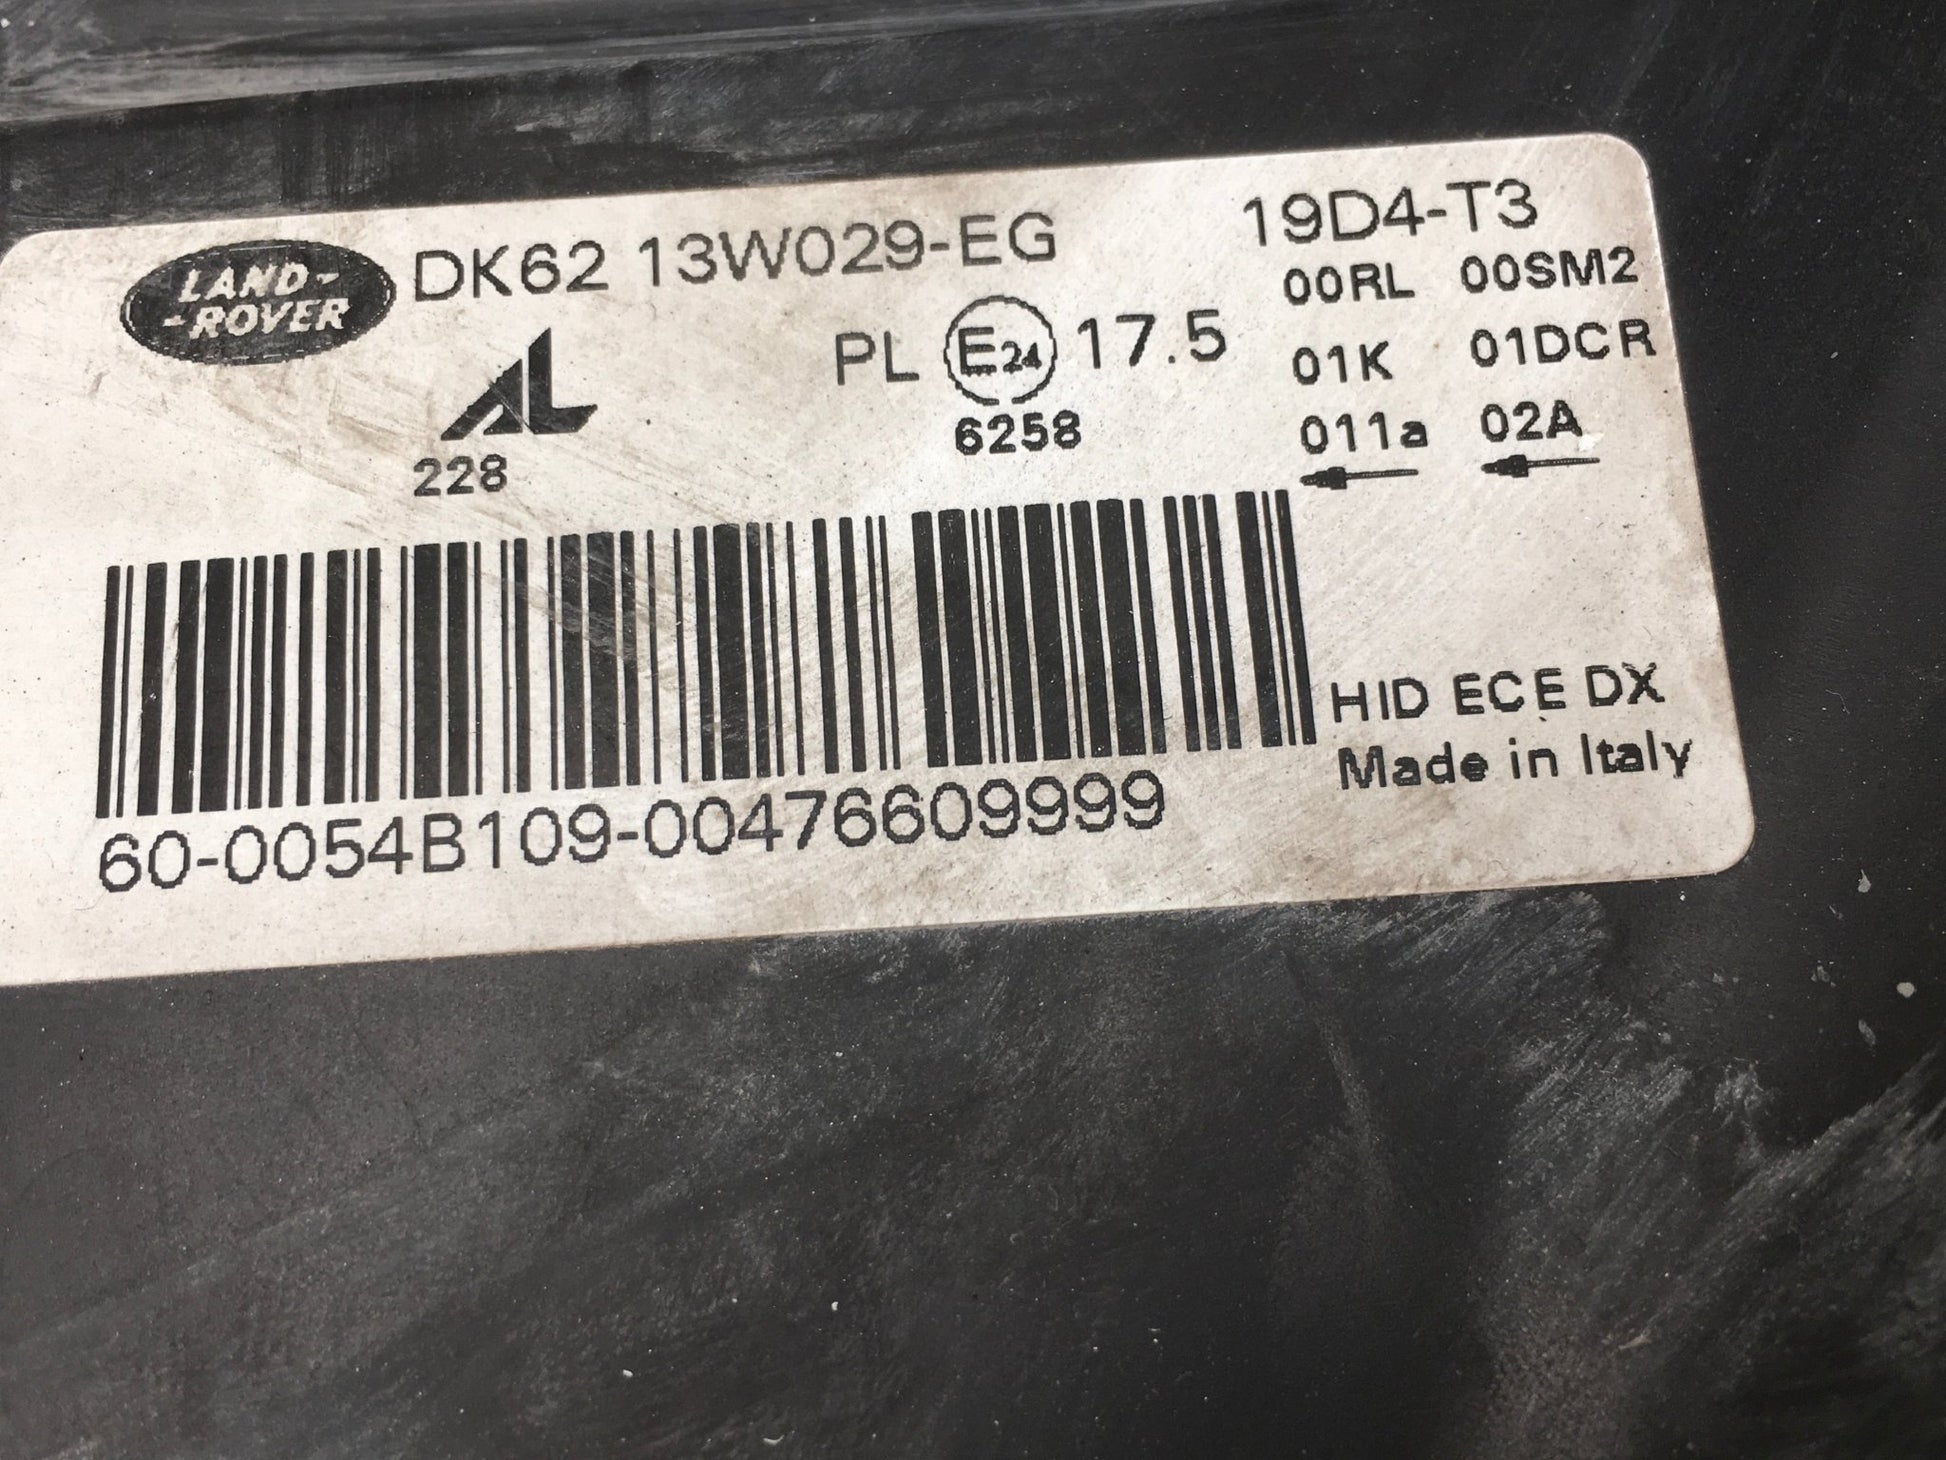 LAND-
-ROVER
DK62 13W029-EG
19D4-T3
00RL 00SM2
AL
PL E24 17.5
01K 01DCR
228
6258
011a 02A
HID ECE DX
Made in Italy
60-0054B109-00476609999